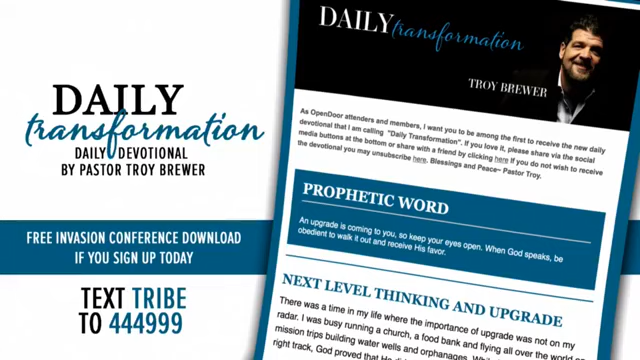 DAILY
transformation
DAILY DEVOTIONAL
BY PASTOR TROY BREWER
FREE INVASION CONFERENCE DOWNLOAD
IF YOU SIGN UP TODAY
TEXT TRIBE
TO 444999
DAILY transformation
TROY BREWER
As OpenDoor attenders and members, I want you to be among the first to receive the new daily
devotional that I am calling "Daily Transformation". If you love it, please share via the social
media buttons at the bottom or share with a friend by clicking here If you do not wish to receive
the devotional you may unsubscribe here. Blessings and Peace~ Pastor Troy.
PROPHETIC WORD
An upgrade is coming to you, so keep your eyes open. When God speaks, be
obedient to walk it out and receive His favor.
NEXT LEVEL THINKING AND UPGRADE
There was a time in my life where the importance of upgrade was not on my
radar. I was busy running a church, a food bank and flying all over the world on
mission trips building water wells and orphanages.
right track, God proved that He